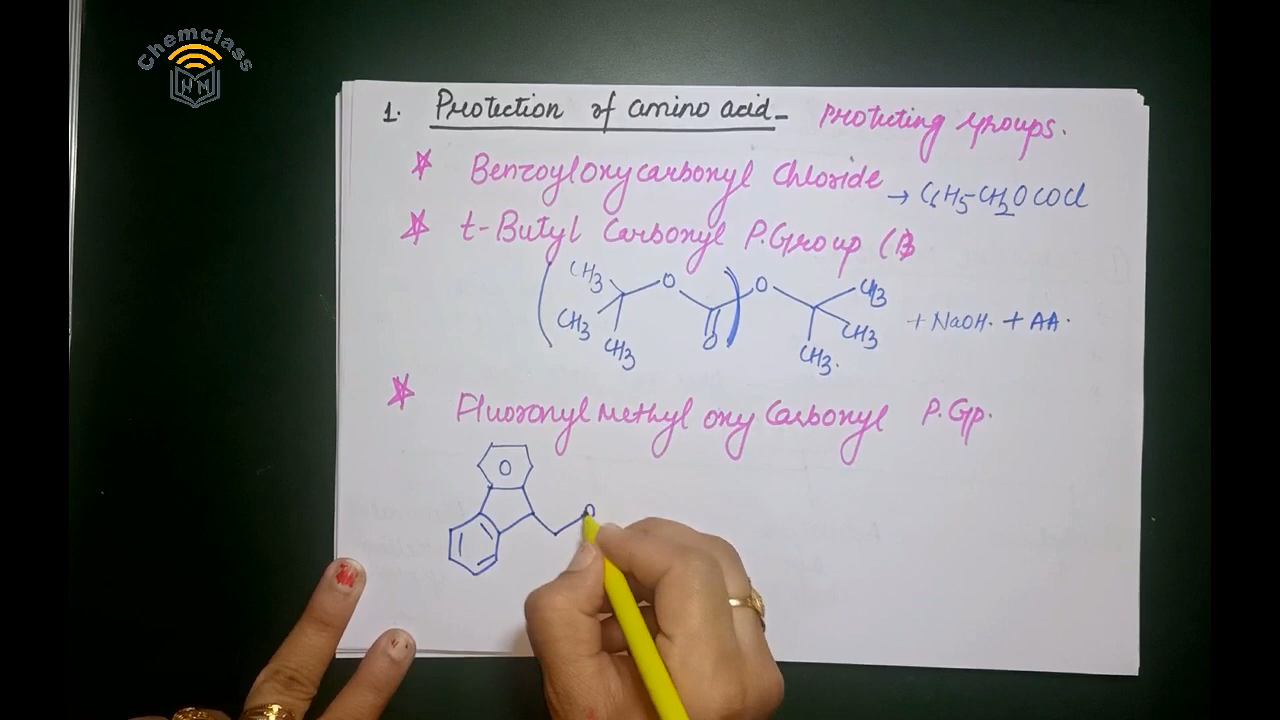 Chemclass
NM
1. Protection of amino acid - Protecting groups.
Benzoyloxycarbonyl Chloride → C6H5-CH2OCOCl
t-Butyl Carbonyl P.Group (B
CH3 O O CH3
CH3 CH3 + NaOH. + AA.
CH3 O CH3.
Fluoronyl Methyl oxy Carbonyl P.Gp.
O
O